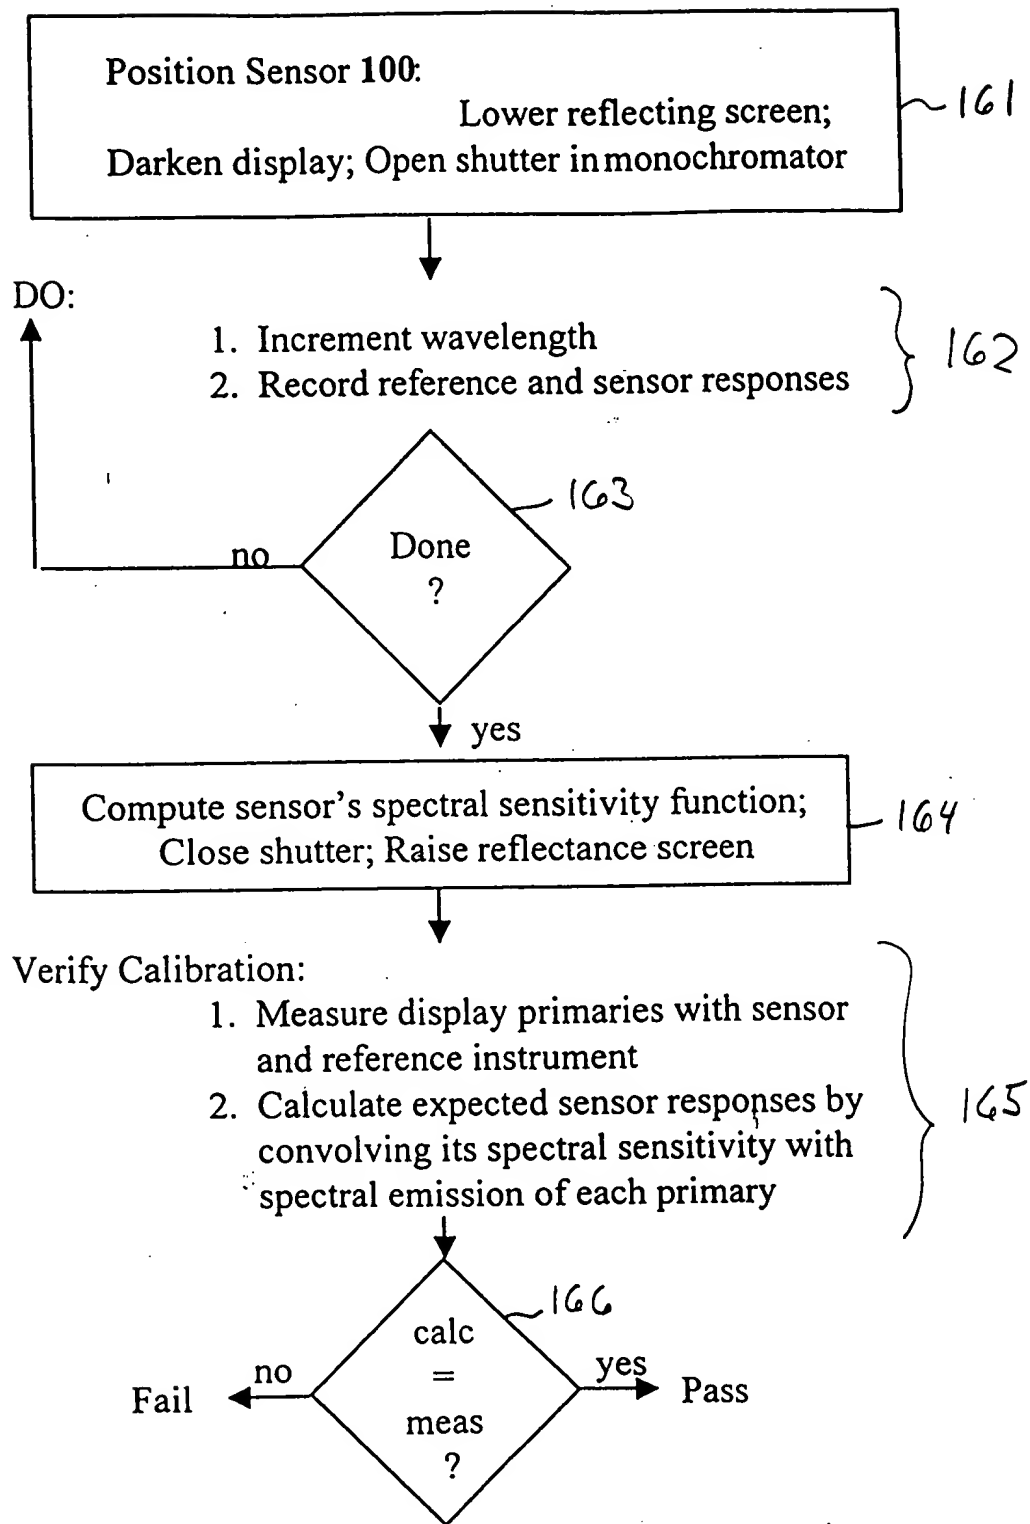 Position Sensor 100:
Lower reflecting screen;
Darken display; Open shutter in monochromator
161
DO:
1. Increment wavelength
2. Record reference and sensor responses
162
163
Done
?
no
yes
Compute sensor's spectral sensitivity function;
Close shutter; Raise reflectance screen
164
Verify Calibration:
1. Measure display primaries with sensor
and reference instrument
2. Calculate expected sensor responses by
convolving its spectral sensitivity with
spectral emission of each primary
165
166
calc
=
meas
?
no
Fail
yes
Pass